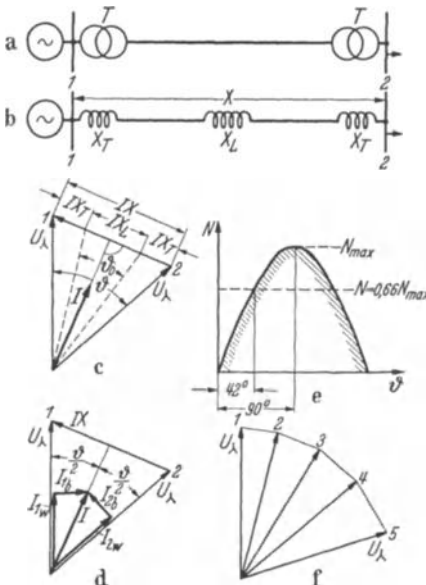 a
T
T
1
2
b
X
X_T
X_L
X_T
1
2
IX
IX_T
IX_L
IX_T
1
2
U_λ
ϑ_0
I
ϑ
U_λ
c
N
N_max
N=0,66N_max
42°
90°
ϑ
e
1
IX
2
U_λ
ϑ/2
ϑ/2
U_λ
I_1b
I_2b
I
I_1w
I_2w
d
1
2
3
4
5
U_λ
U_λ
f